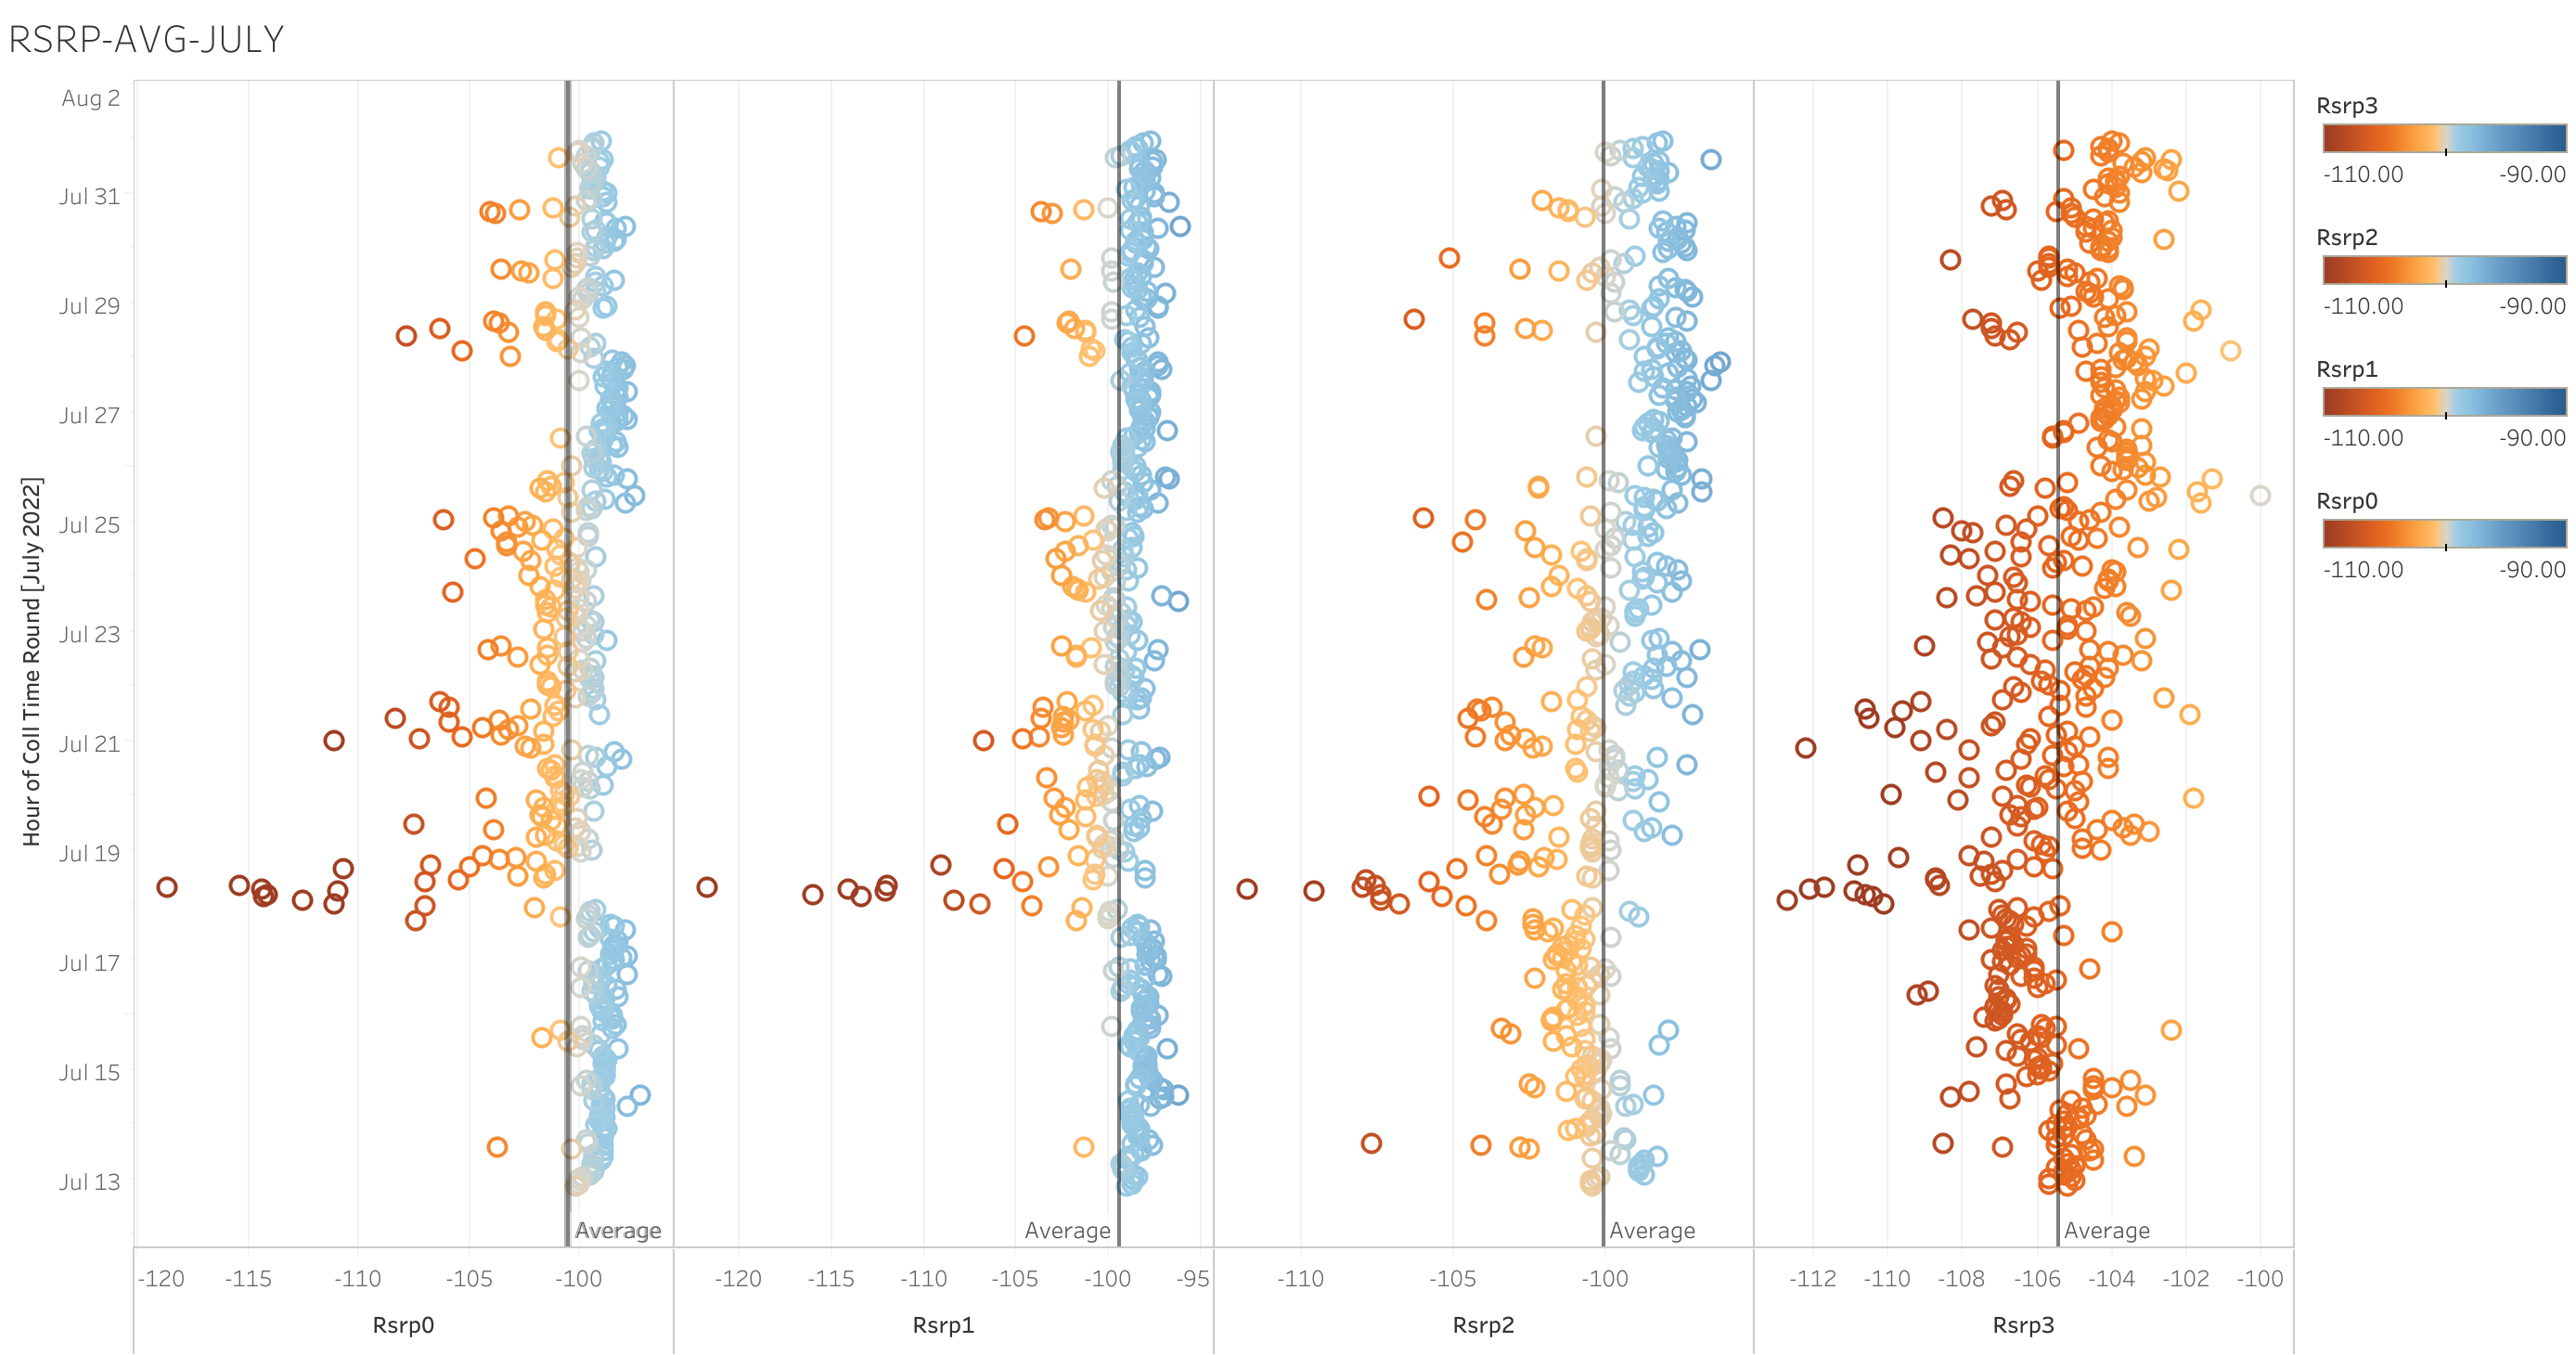 RSRP-AVG-JULY
Hour of Coll Time Round [July 2022]
Aug 2
Jul 31
Jul 29
Jul 27
Jul 25
Jul 23
Jul 21
Jul 19
Jul 17
Jul 15
Jul 13
Average Average Average Average
-120 -115 -110 -105 -100 -120 -115 -110 -105 -100 -95 -110 -105 -100 -112 -110 -108 -106 -104 -102 -100
Rsrp0 Rsrp1 Rsrp2 Rsrp3
Rsrp3
-110.00 -90.00
Rsrp2
-110.00 -90.00
Rsrp1
-110.00 -90.00
Rsrp0
-110.00 -90.00